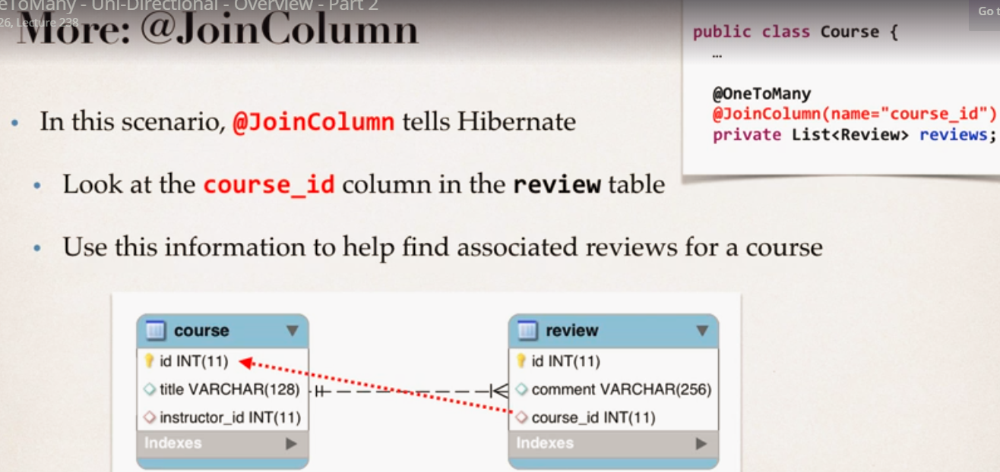 eToMany - Uni-Directional - Overview - Part 2
26, Lecture 238
Go t
More: @JoinColumn
public class Course {
…
@OneToMany
@JoinColumn(name="course_id")
private List<Review> reviews;
• In this scenario, @JoinColumn tells Hibernate
• Look at the course_id column in the review table
• Use this information to help find associated reviews for a course
course
id INT(11)
title VARCHAR(128)
instructor_id INT(11)
Indexes
review
id INT(11)
comment VARCHAR(256)
course_id INT(11)
Indexes